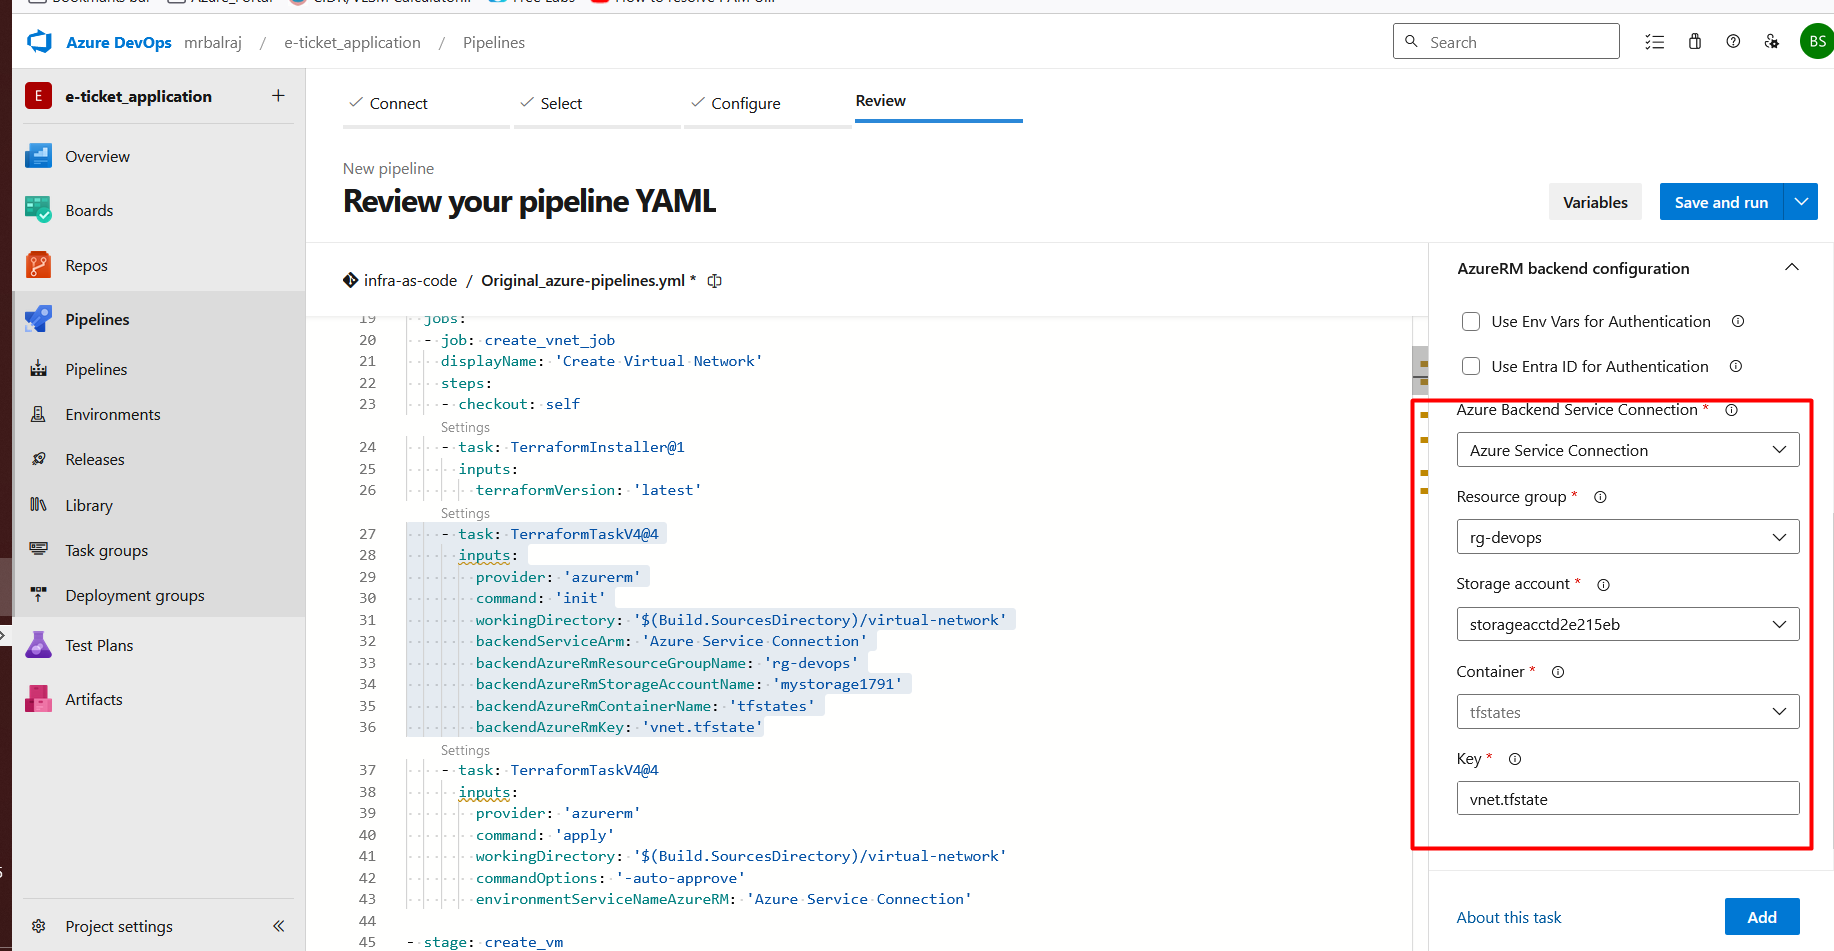 Azure DevOps mrbalraj / e-ticket_application / Pipelines
Search
BS
E e-ticket_application +
Overview
Boards
Repos
Pipelines
Pipelines
Environments
Releases
Library
Task groups
Deployment groups
Test Plans
Artifacts
Project settings
Connect
Select
Configure
Review
New pipeline
Review your pipeline YAML
Variables
Save and run
infra-as-code / Original_azure-pipelines.yml *
19 jobs:
20 - job: create_vnet_job
21 displayName: 'Create Virtual Network'
22 steps:
23 - checkout: self
Settings
24 - task: TerraformInstaller@1
25 inputs:
26 terraformVersion: 'latest'
Settings
27 - task: TerraformTaskV4@4
28 inputs:
29 provider: 'azurerm'
30 command: 'init'
31 workingDirectory: '$(Build.SourcesDirectory)/virtual-network'
32 backendServiceArm: 'Azure Service Connection'
33 backendAzureRmResourceGroupName: 'rg-devops'
34 backendAzureRmStorageAccountName: 'mystorage1791'
35 backendAzureRmContainerName: 'tfstates'
36 backendAzureRmKey: 'vnet.tfstate'
Settings
37 - task: TerraformTaskV4@4
38 inputs:
39 provider: 'azurerm'
40 command: 'apply'
41 workingDirectory: '$(Build.SourcesDirectory)/virtual-network'
42 commandOptions: '-auto-approve'
43 environmentServiceNameAzureRM: 'Azure Service Connection'
44
45 - stage: create_vm
AzureRM backend configuration
Use Env Vars for Authentication
Use Entra ID for Authentication
Azure Backend Service Connection *
Azure Service Connection
Resource group *
rg-devops
Storage account *
storageacctd2e215eb
Container *
tfstates
Key *
vnet.tfstate
About this task
Add